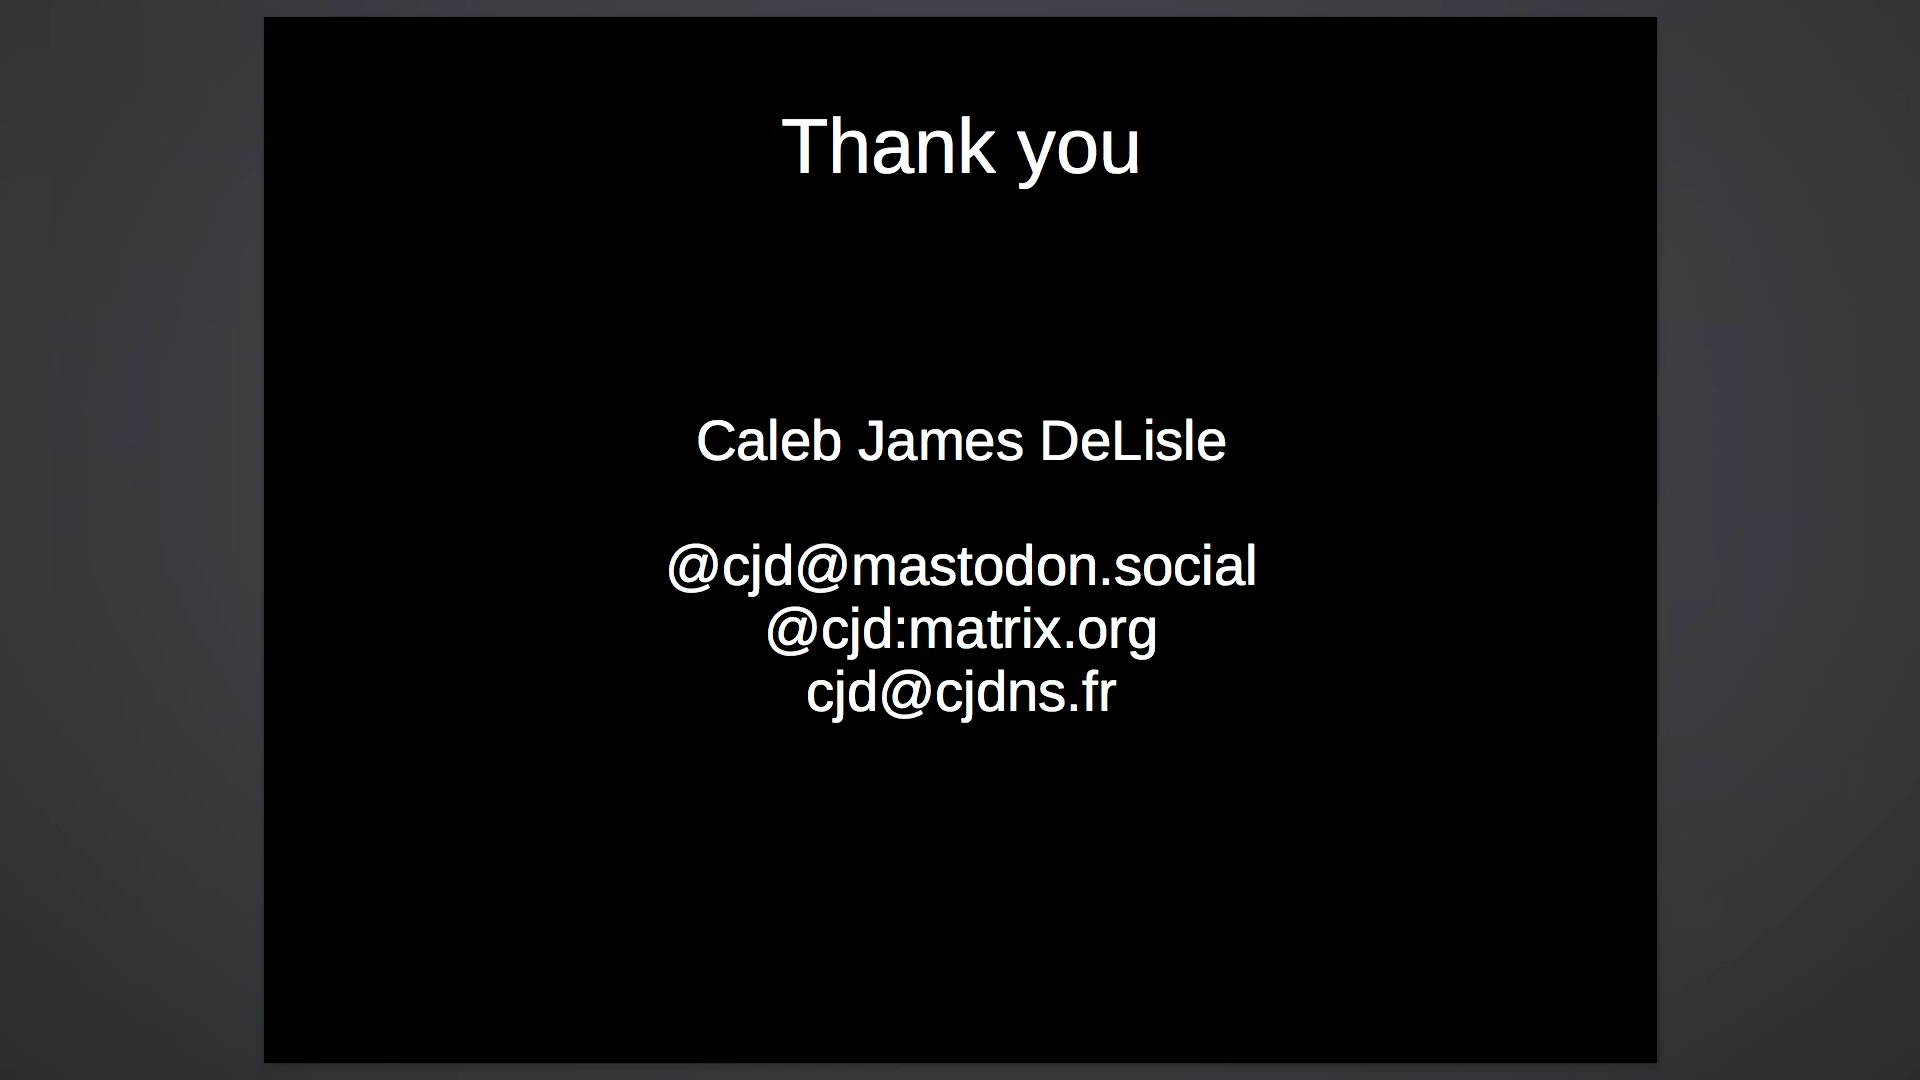 Thank you
Caleb James DeLisle
@cjd@mastodon.social
@cjd:matrix.org
cjd@cjdns.fr